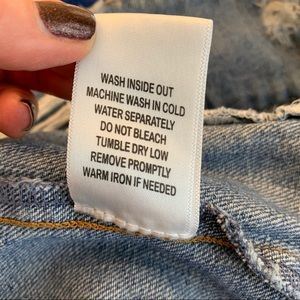 WASH INSIDE OUT
MACHINE WASH IN COLD
WATER SEPARATELY
DO NOT BLEACH
TUMBLE DRY LOW
REMOVE PROMPTLY
WARM IRON IF NEEDED